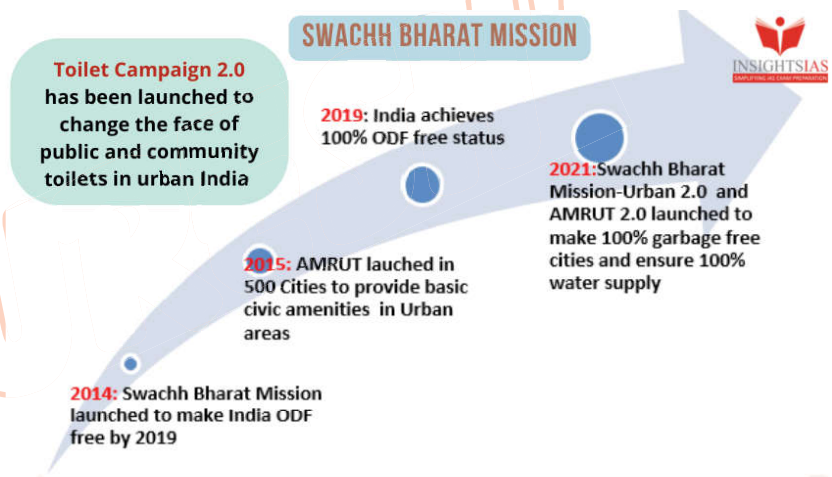 SWACHH BHARAT MISSION
INSIGHTSIAS
SIMPLIFYING IAS EXAM PREPARATION
Toilet Campaign 2.0
has been launched to
change the face of
public and community
toilets in urban India
2019: India achieves
100% ODF free status
2021:Swachh Bharat
Mission-Urban 2.0 and
AMRUT 2.0 launched to
make 100% garbage free
cities and ensure 100%
water supply
2015: AMRUT lauched in
500 Cities to provide basic
civic amenities in Urban
areas
2014: Swachh Bharat Mission
launched to make India ODF
free by 2019